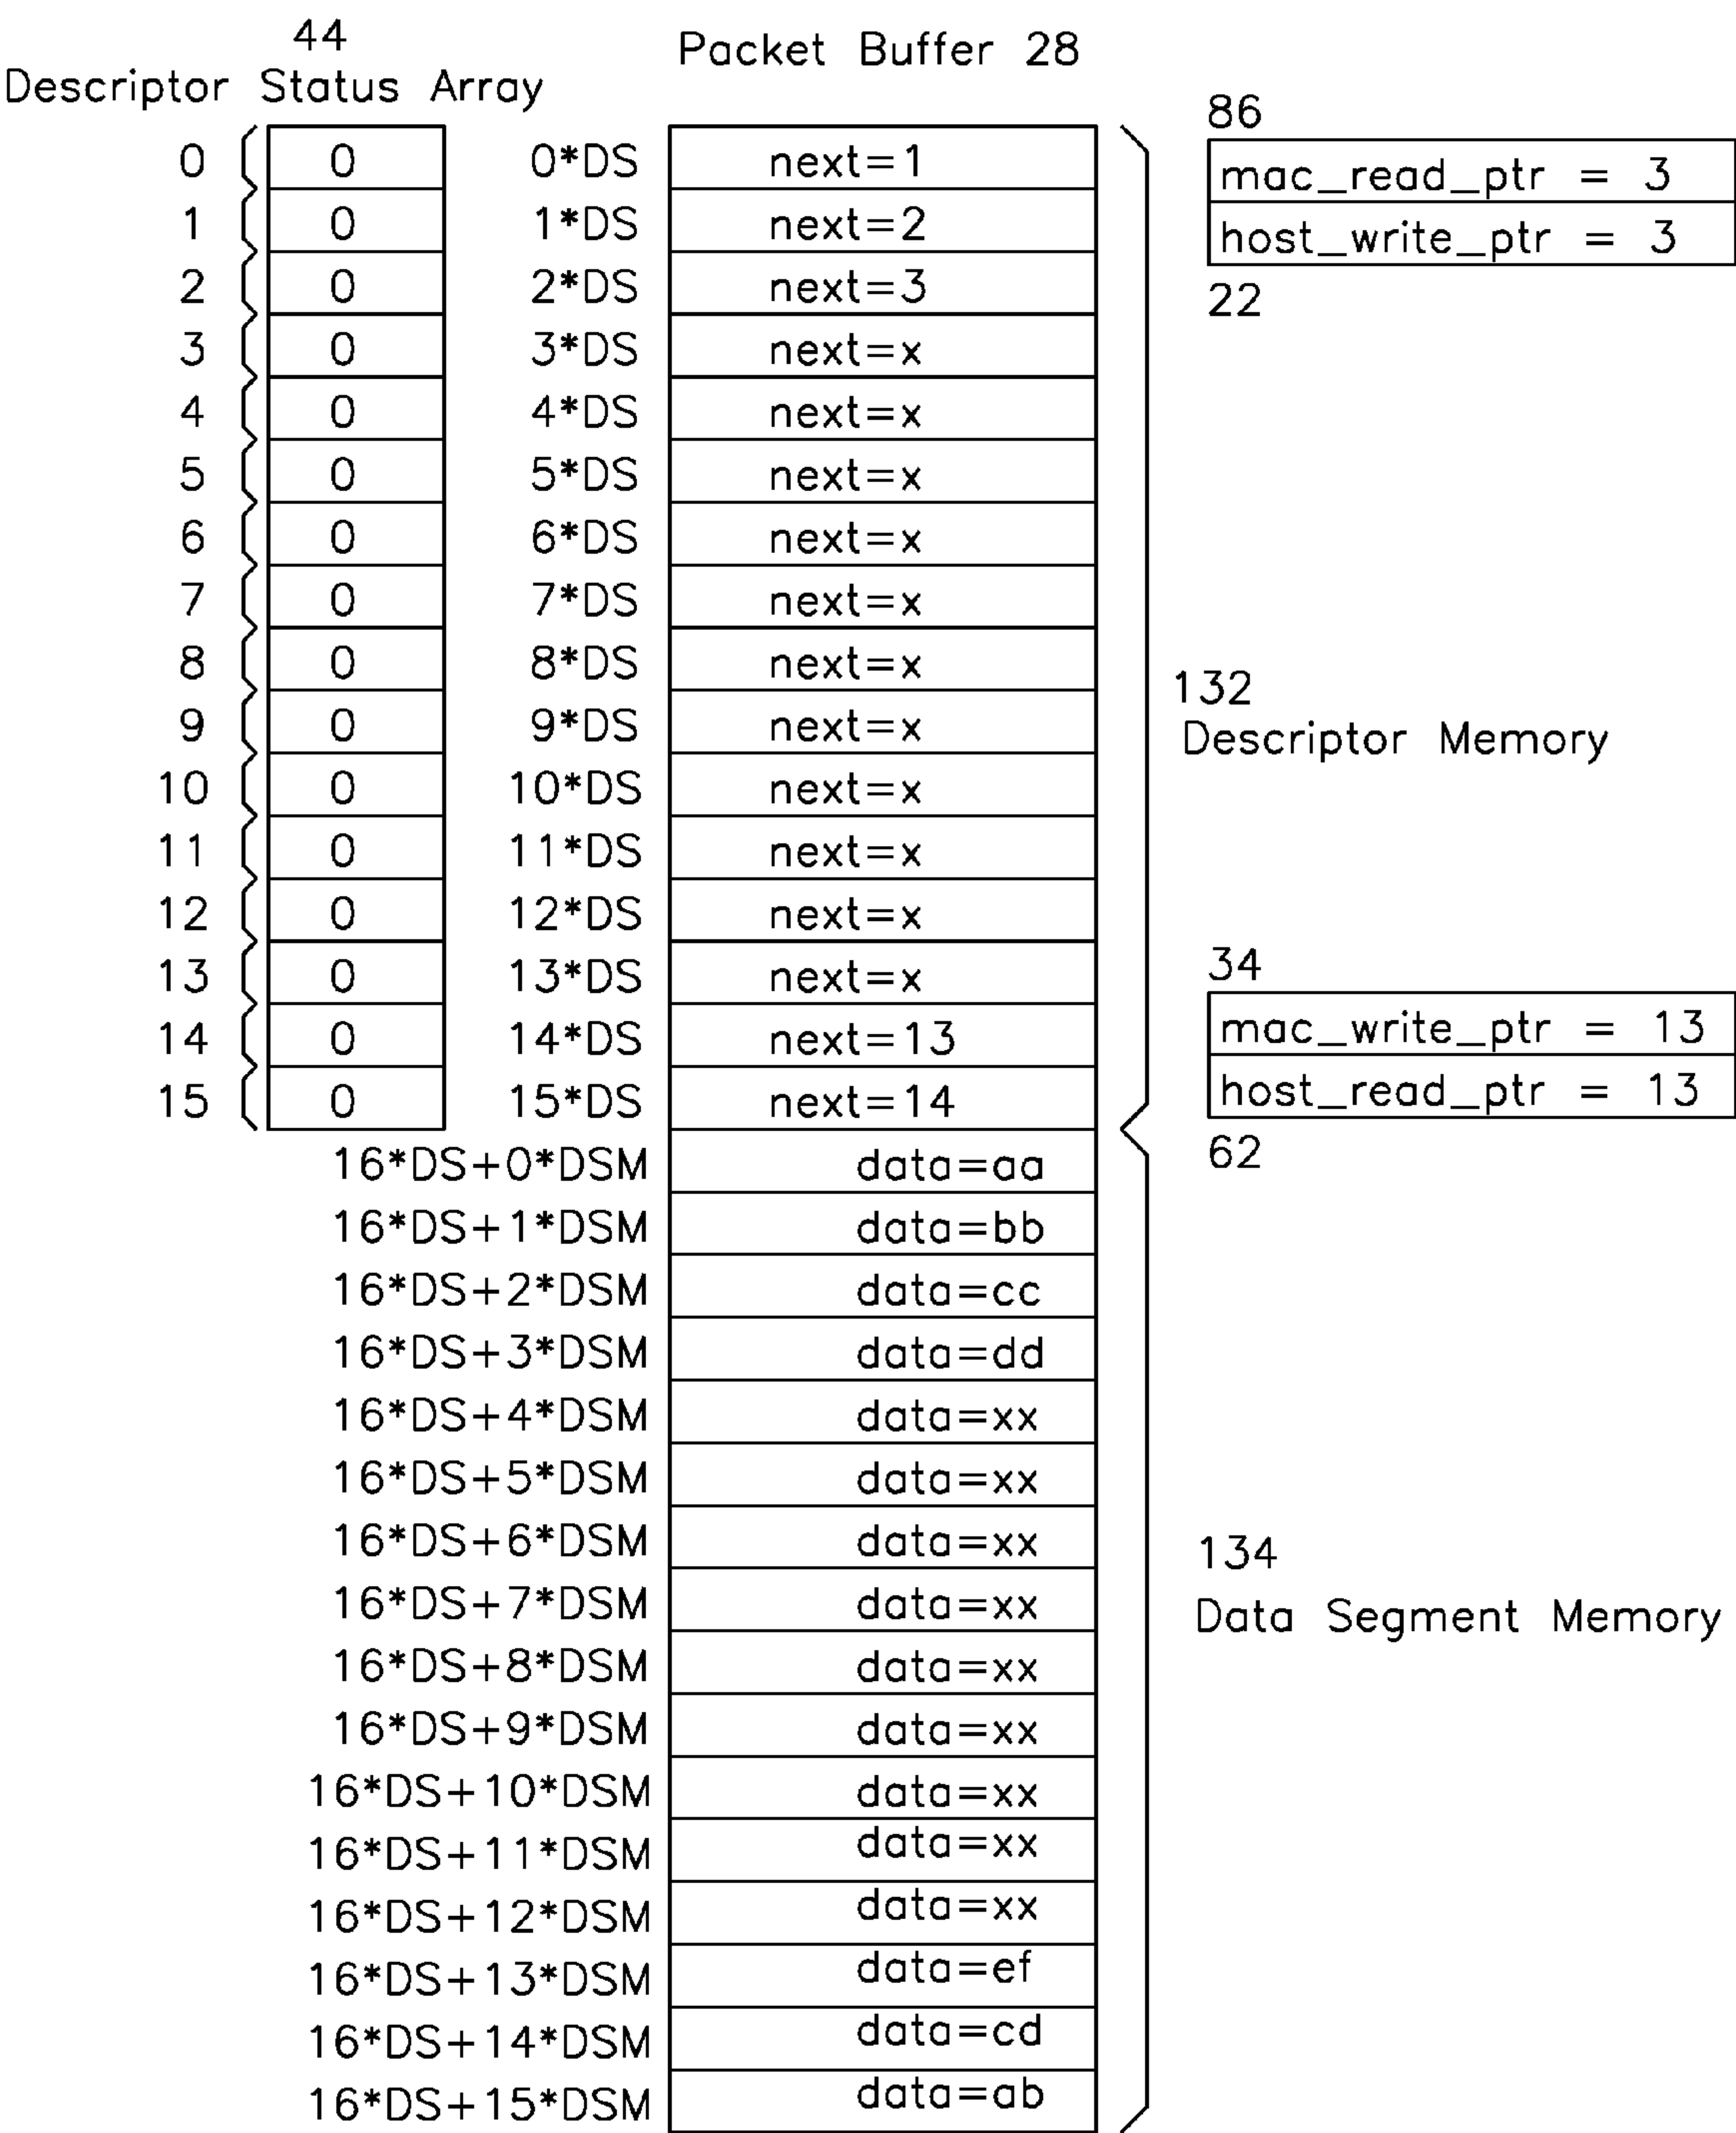 44
Descriptor Status Array
Packet Buffer 28
0 0 0*DS next=1
1 0 1*DS next=2
2 0 2*DS next=3
3 0 3*DS next=x
4 0 4*DS next=x
5 0 5*DS next=x
6 0 6*DS next=x
7 0 7*DS next=x
8 0 8*DS next=x
9 0 9*DS next=x
10 0 10*DS next=x
11 0 11*DS next=x
12 0 12*DS next=x
13 0 13*DS next=x
14 0 14*DS next=13
15 0 15*DS next=14
16*DS+0*DSM data=aa
16*DS+1*DSM data=bb
16*DS+2*DSM data=cc
16*DS+3*DSM data=dd
16*DS+4*DSM data=xx
16*DS+5*DSM data=xx
16*DS+6*DSM data=xx
16*DS+7*DSM data=xx
16*DS+8*DSM data=xx
16*DS+9*DSM data=xx
16*DS+10*DSM data=xx
16*DS+11*DSM data=xx
16*DS+12*DSM data=xx
16*DS+13*DSM data=ef
16*DS+14*DSM data=cd
16*DS+15*DSM data=ab
86
mac_read_ptr = 3
host_write_ptr = 3
22
132
Descriptor Memory
34
mac_write_ptr = 13
host_read_ptr = 13
62
134
Data Segment Memory